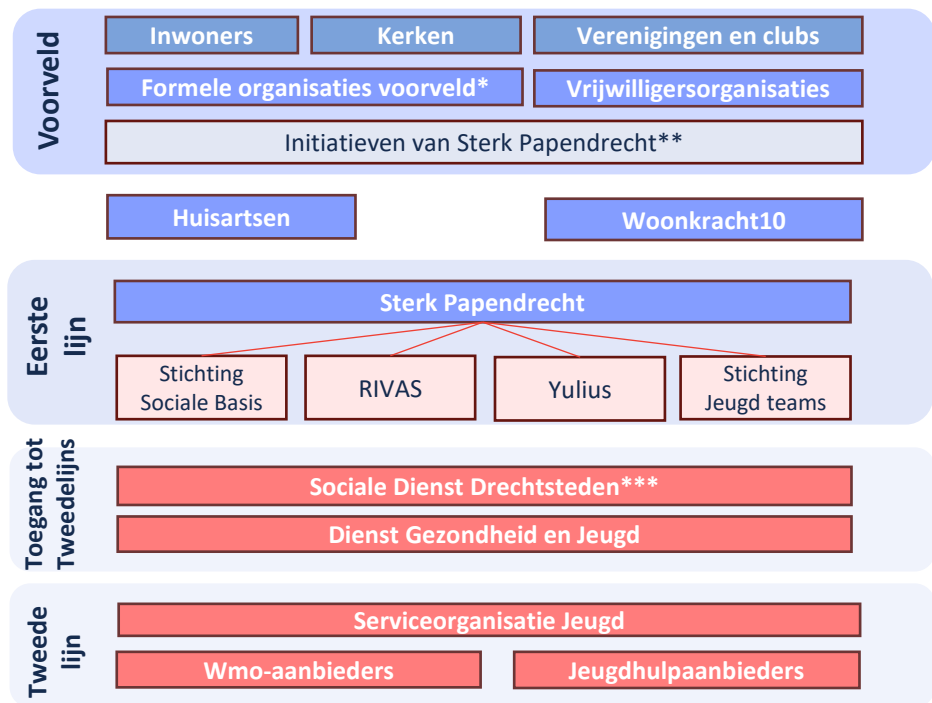 Voorveld
Inwoners
Kerken
Verenigingen en clubs
Formele organisaties voorveld*
Vrijwilligersorganisaties
Initiatieven van Sterk Papendrecht**
Huisartsen
Woonkracht10
Eerste
lijn
Sterk Papendrecht
Stichting
Sociale Basis
RIVAS
Yulius
Stichting
Jeugd teams
Toegang tot
Tweedelijns
Sociale Dienst Drechtsteden***
Dienst Gezondheid en Jeugd
Tweede
lijn
Serviceorganisatie Jeugd
Wmo-aanbieders
Jeugdhulpaanbieders